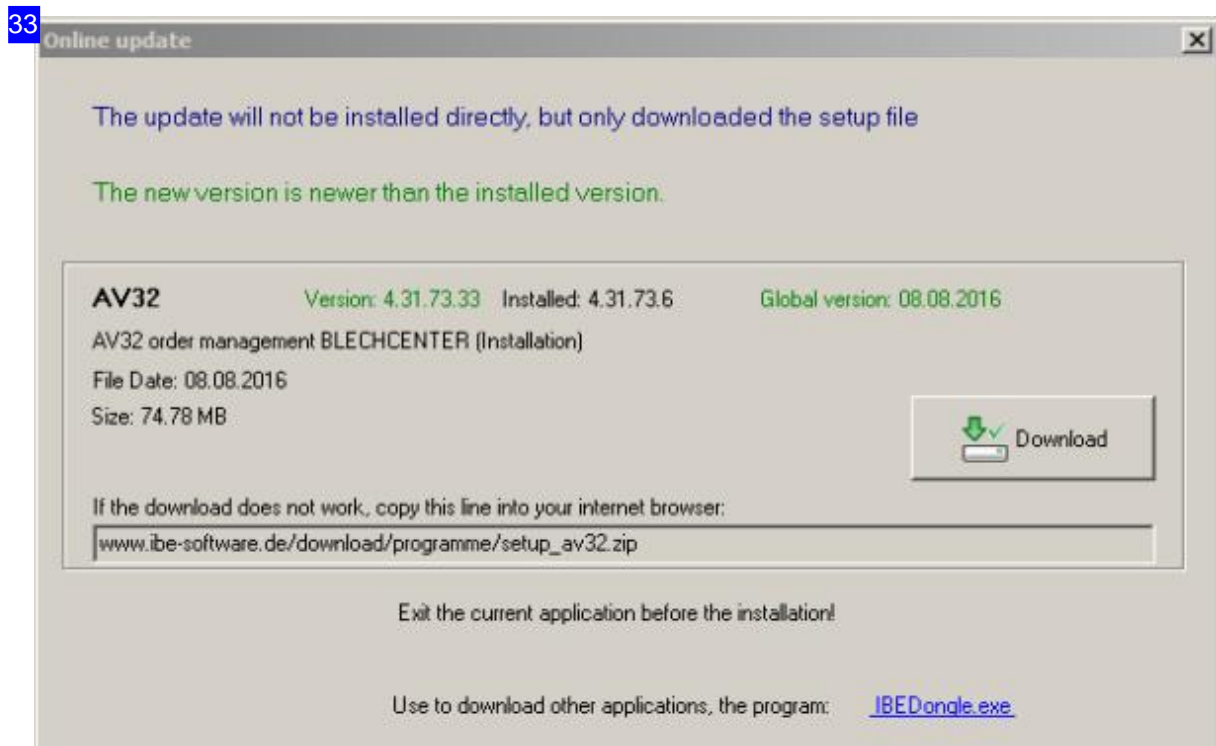 33
Online update
The update will not be installed directly, but only downloaded the setup file
The new version is newer than the installed version.
AV32 Version: 4.31.73.33 Installed: 4.31.73.6 Global version: 08.08.2016
AV32 order management BLECHCENTER (Installation)
File Date: 08.08.2016
Size: 74.78 MB
Download
If the download does not work, copy this line into your internet browser:
www.ibe-software.de/download/programme/setup_av32.zip
Exit the current application before the installation!
Use to download other applications, the program: IBEDongle.exe